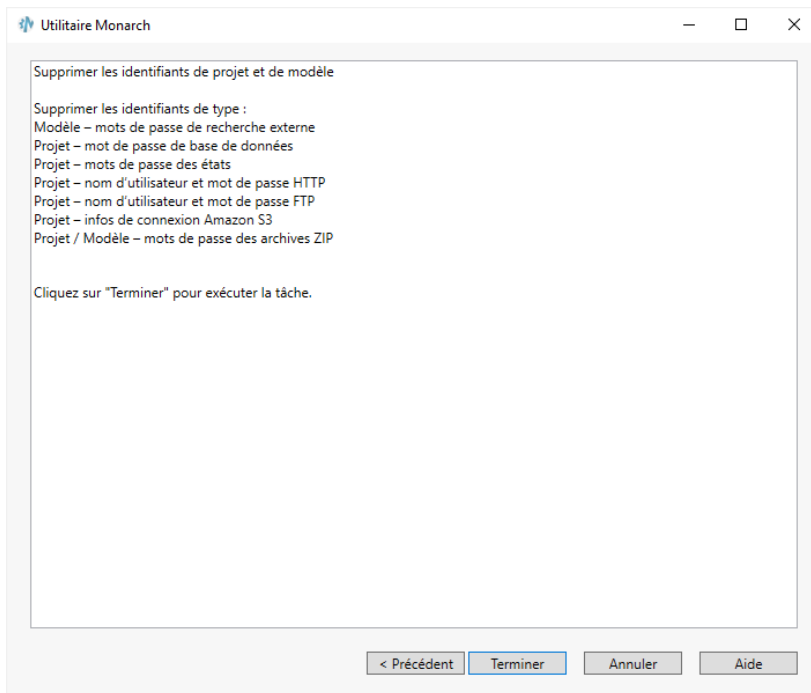 Utilitaire Monarch
Supprimer les identifiants de projet et de modèle
Supprimer les identifiants de type :
Modèle – mots de passe de recherche externe
Projet – mot de passe de base de données
Projet – mots de passe des états
Projet – nom d'utilisateur et mot de passe HTTP
Projet – nom d'utilisateur et mot de passe FTP
Projet – infos de connexion Amazon S3
Projet / Modèle – mots de passe des archives ZIP
Cliquez sur "Terminer" pour exécuter la tâche.
< Précédent Terminer Annuler Aide